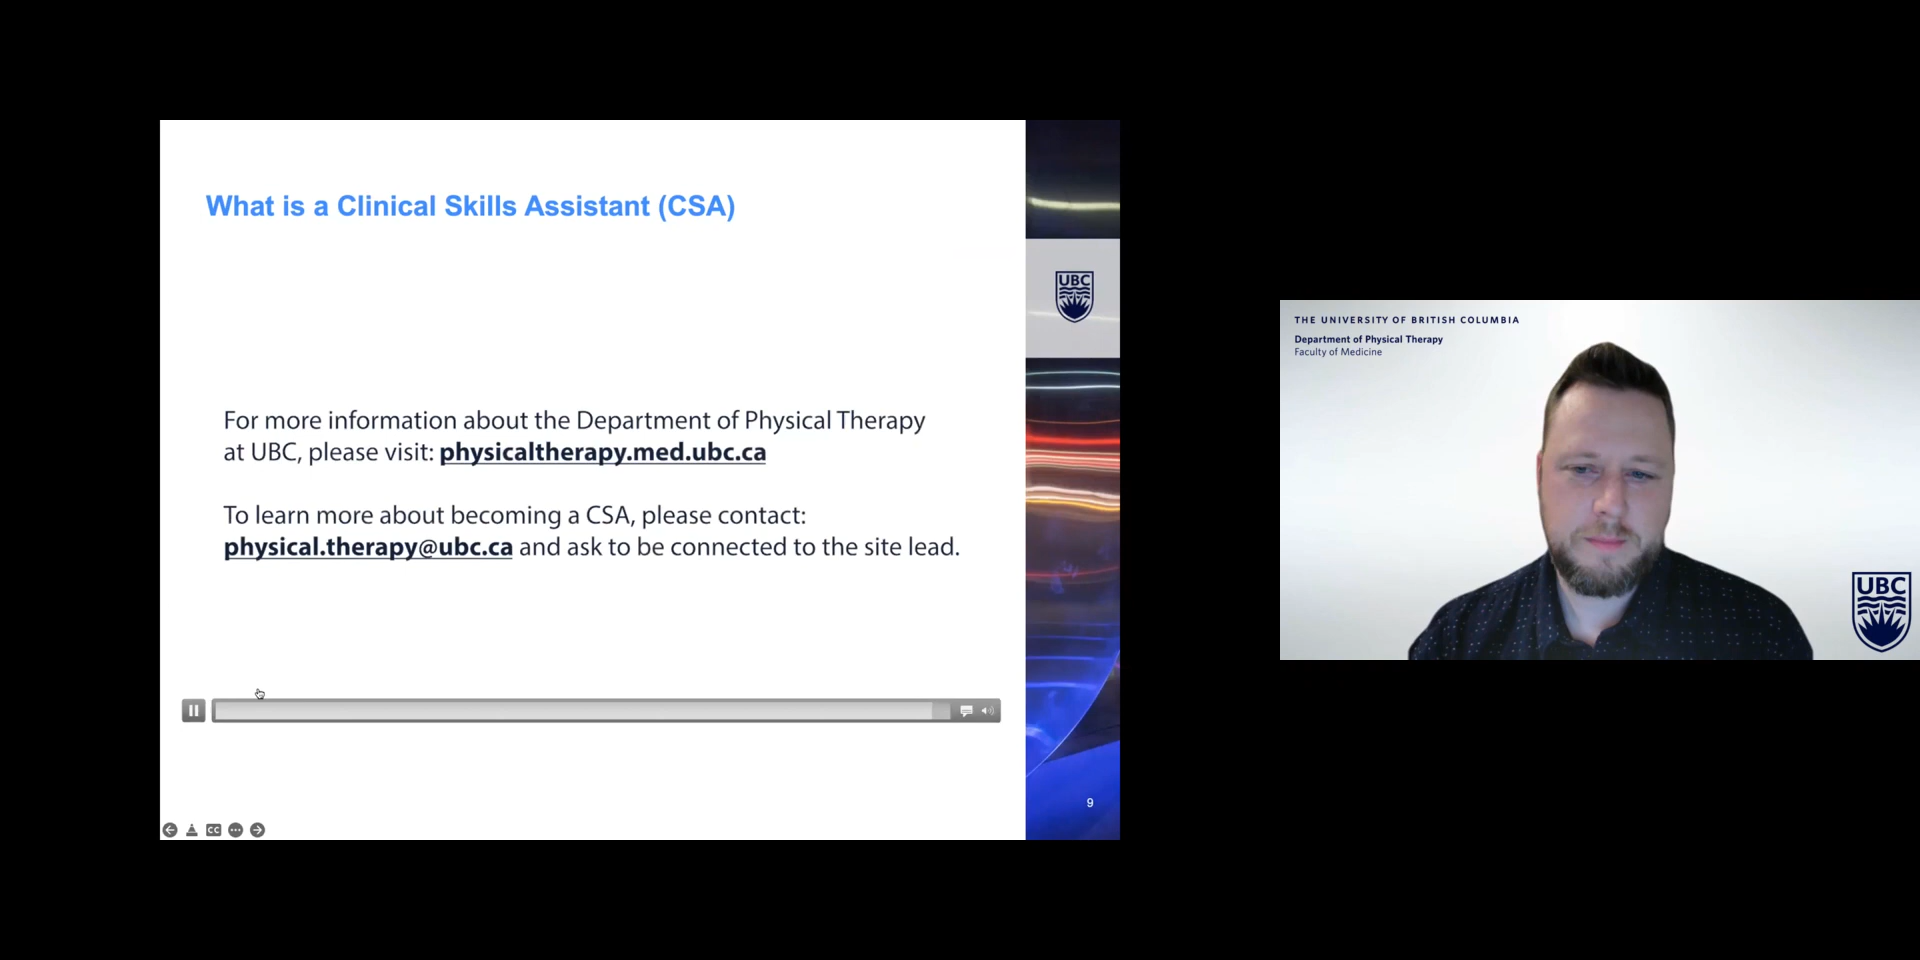 What is a Clinical Skills Assistant (CSA)
UBC
For more information about the Department of Physical Therapy
at UBC, please visit: physicaltherapy.med.ubc.ca
To learn more about becoming a CSA, please contact:
physical.therapy@ubc.ca and ask to be connected to the site lead.
9
CC
THE UNIVERSITY OF BRITISH COLUMBIA
Department of Physical Therapy
Faculty of Medicine
UBC